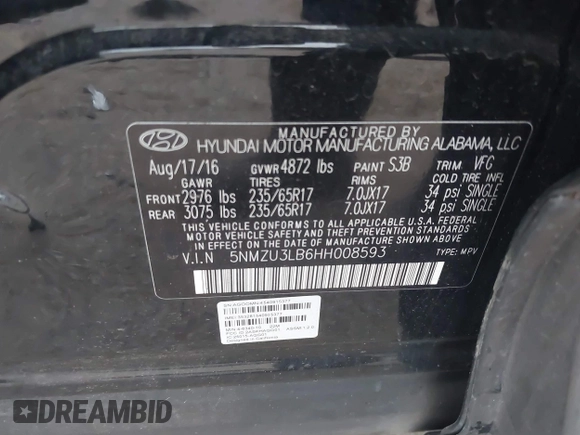 MANUFACTURED BY
HYUNDAI MOTOR MANUFACTURING ALABAMA, LLC
Aug/17/16 GVWR 4872 lbs PAINT S3B TRIM VFC
GAWR TIRES RIMS COLD TIRE INFL
FRONT 2976 lbs 235/65R17 7.0JX17 34 psi SINGLE
REAR 3075 lbs 235/65R17 7.0JX17 34 psi SINGLE
THIS VEHICLE CONFORMS TO ALL APPLICABLE U.S.A. FEDERAL
MOTOR VEHICLE SAFETY AND THEFT PREVENTION STANDARDS
IN EFFECT ON THE DATE OF MANUFACTURE SHOWN ABOVE.
V.I.N 5NMZU3LB6HH008593 TYPE: MPV
DEALERSHIP HISTORY